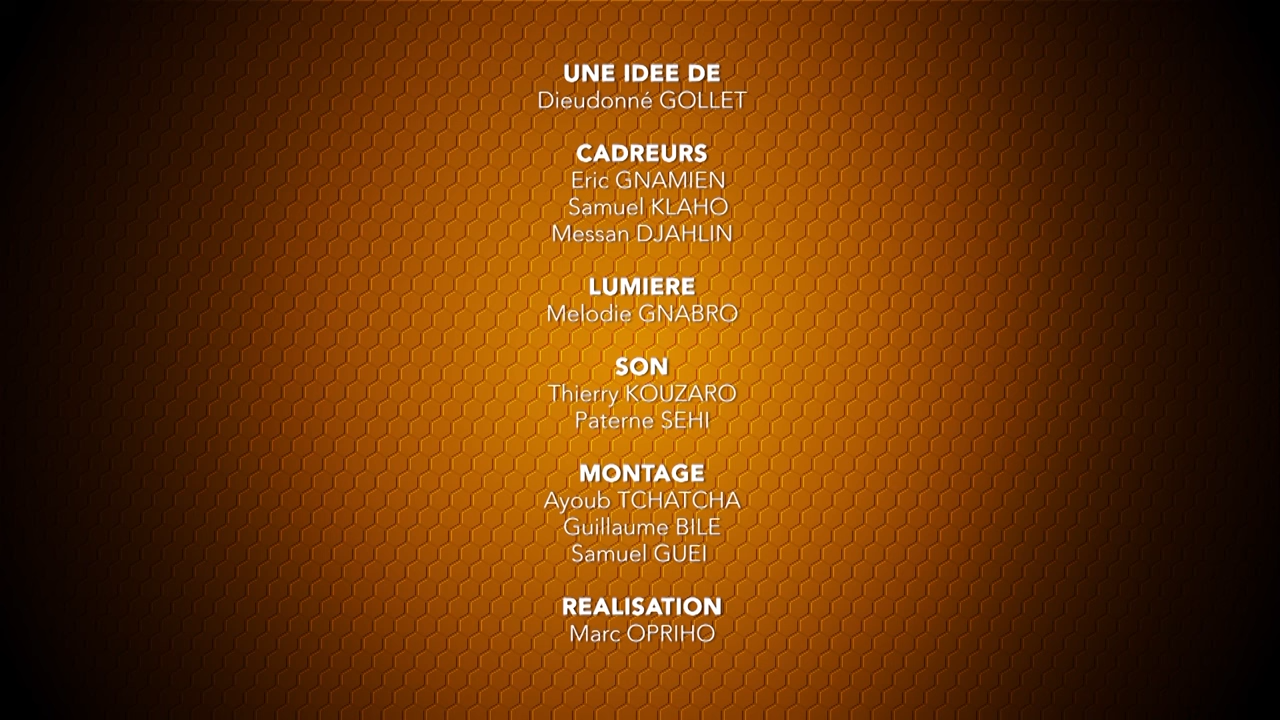 UNE IDEE DE
Dieudonné GOLLET
CADREURS
Eric GNAMIEN
Samuel KLAHO
Messan DJAHLIN
LUMIERE
Melodie GNABRO
SON
Thierry KOUZARO
Paterne SEHI
MONTAGE
Ayoub TCHATCHA
Guillaume BILE
Samuel GUEI
REALISATION
Marc OPRIHO